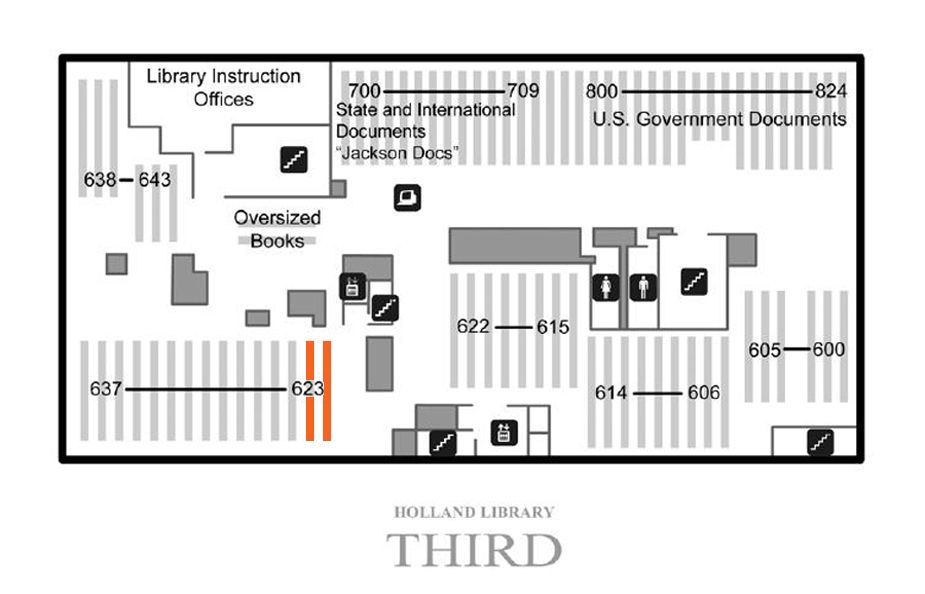 Library Instruction
Offices
700 709
State and International
Documents
“Jackson Docs”
800 824
U.S. Government Documents
638 643
Oversized
Books
622 615
605 600
637 623
614 606
HOLLAND LIBRARY
THIRD